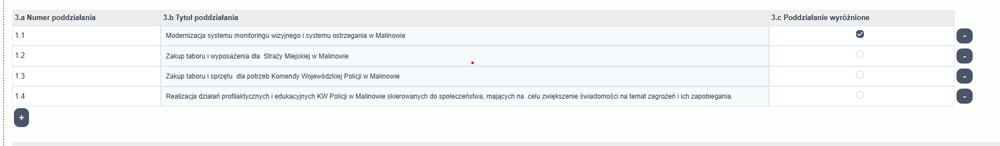 3.a Numer poddziałania 3.b Tytuł poddziałania 3.c Poddziałanie wyróżnione
1.1 Modernizacja systemu monitoringu wizyjnego i systemu ostrzegania w Malinowie -
1.2 Zakup taboru i wyposażenia dla  Straży Miejskiej w Malinowie -
1.3 Zakup taboru i sprzętu  dla potrzeb Komendy Wojewódzkiej Policji w Malinowie -
1.4 Realizacja działań profilaktycznych i edukacyjnych KW Policji w Malinowie skierowanych do społeczeństwa, mających na  celu zwiększenie świadomości na temat zagrożeń i ich zapobiegania. -
+